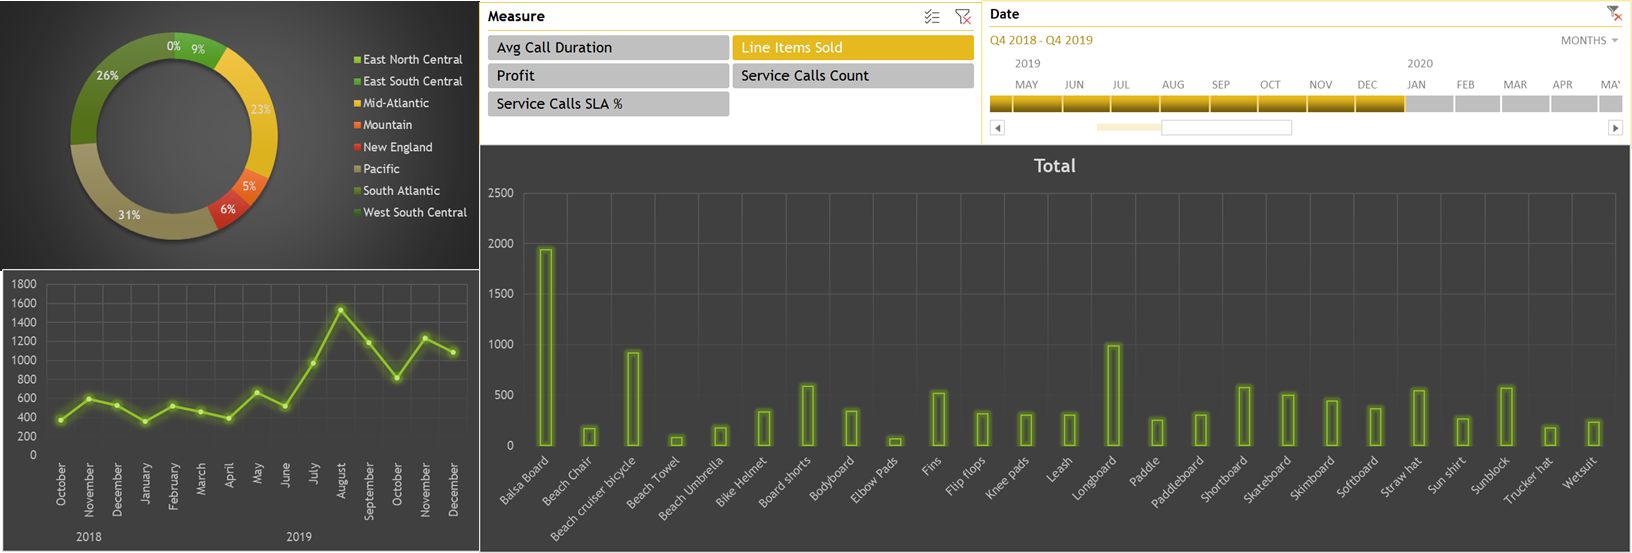 0%
9%
23%
5%
6%
31%
26%
East North Central
East South Central
Mid-Atlantic
Mountain
New England
Pacific
South Atlantic
West South Central
Measure
Avg Call Duration
Line Items Sold
Profit
Service Calls Count
Service Calls SLA %
Date
Q4 2018 - Q4 2019
MONTHS
2019 2020
MAY JUN JUL AUG SEP OCT NOV DEC JAN FEB MAR APR MAY
1800
1600
1400
1200
1000
800
600
400
200
0
October November December January February March April May June July August September October November December
2018 2019
Total
2500
2000
1500
1000
500
0
Balsa Board
Beach Chair
Beach cruiser bicycle
Beach Towel
Beach Umbrella
Bike Helmet
Board shorts
Bodyboard
Elbow Pads
Fins
Flip flops
Knee pads
Leash
Longboard
Paddle
Paddleboard
Shortboard
Skateboard
Skimboard
Softboard
Straw hat
Sun shirt
Sunblock
Trucker hat
Wetsuit